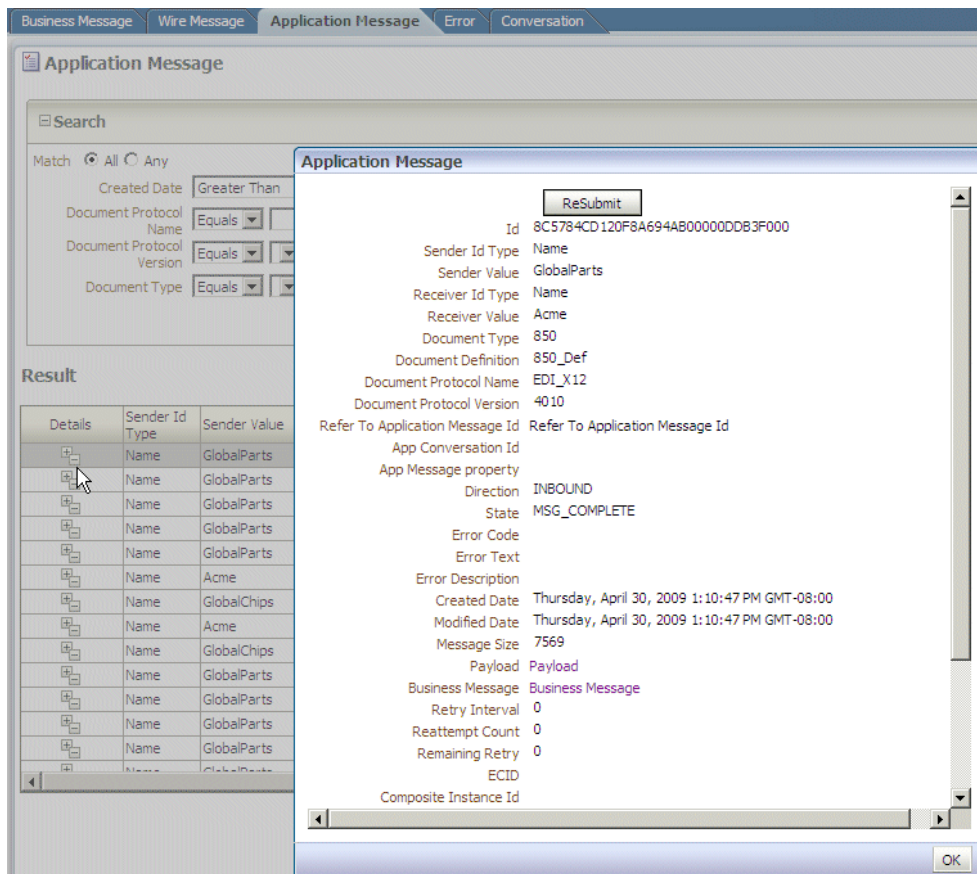 Business Message Wire Message Application Message Error Conversation
Application Message
Search
Match All Any
Created Date Greater Than
Document Protocol Name Equals
Document Protocol Version Equals
Document Type Equals
Result
Details Sender Id Type Sender Value
Name GlobalParts
Name GlobalParts
Name GlobalParts
Name GlobalParts
Name GlobalParts
Name Acme
Name GlobalChips
Name Acme
Name GlobalChips
Name GlobalParts
Name GlobalParts
Name GlobalParts
Name GlobalParts
Name GlobalParts
Application Message
ReSubmit
Id 8C5784CD120F8A694AB00000DDB3F000
Sender Id Type Name
Sender Value GlobalParts
Receiver Id Type Name
Receiver Value Acme
Document Type 850
Document Definition 850_Def
Document Protocol Name EDI_X12
Document Protocol Version 4010
Refer To Application Message Id Refer To Application Message Id
App Conversation Id
App Message property
Direction INBOUND
State MSG_COMPLETE
Error Code
Error Text
Error Description
Created Date Thursday, April 30, 2009 1:10:47 PM GMT-08:00
Modified Date Thursday, April 30, 2009 1:10:47 PM GMT-08:00
Message Size 7569
Payload Payload
Business Message Business Message
Retry Interval 0
Reattempt Count 0
Remaining Retry 0
ECID
Composite Instance Id
OK